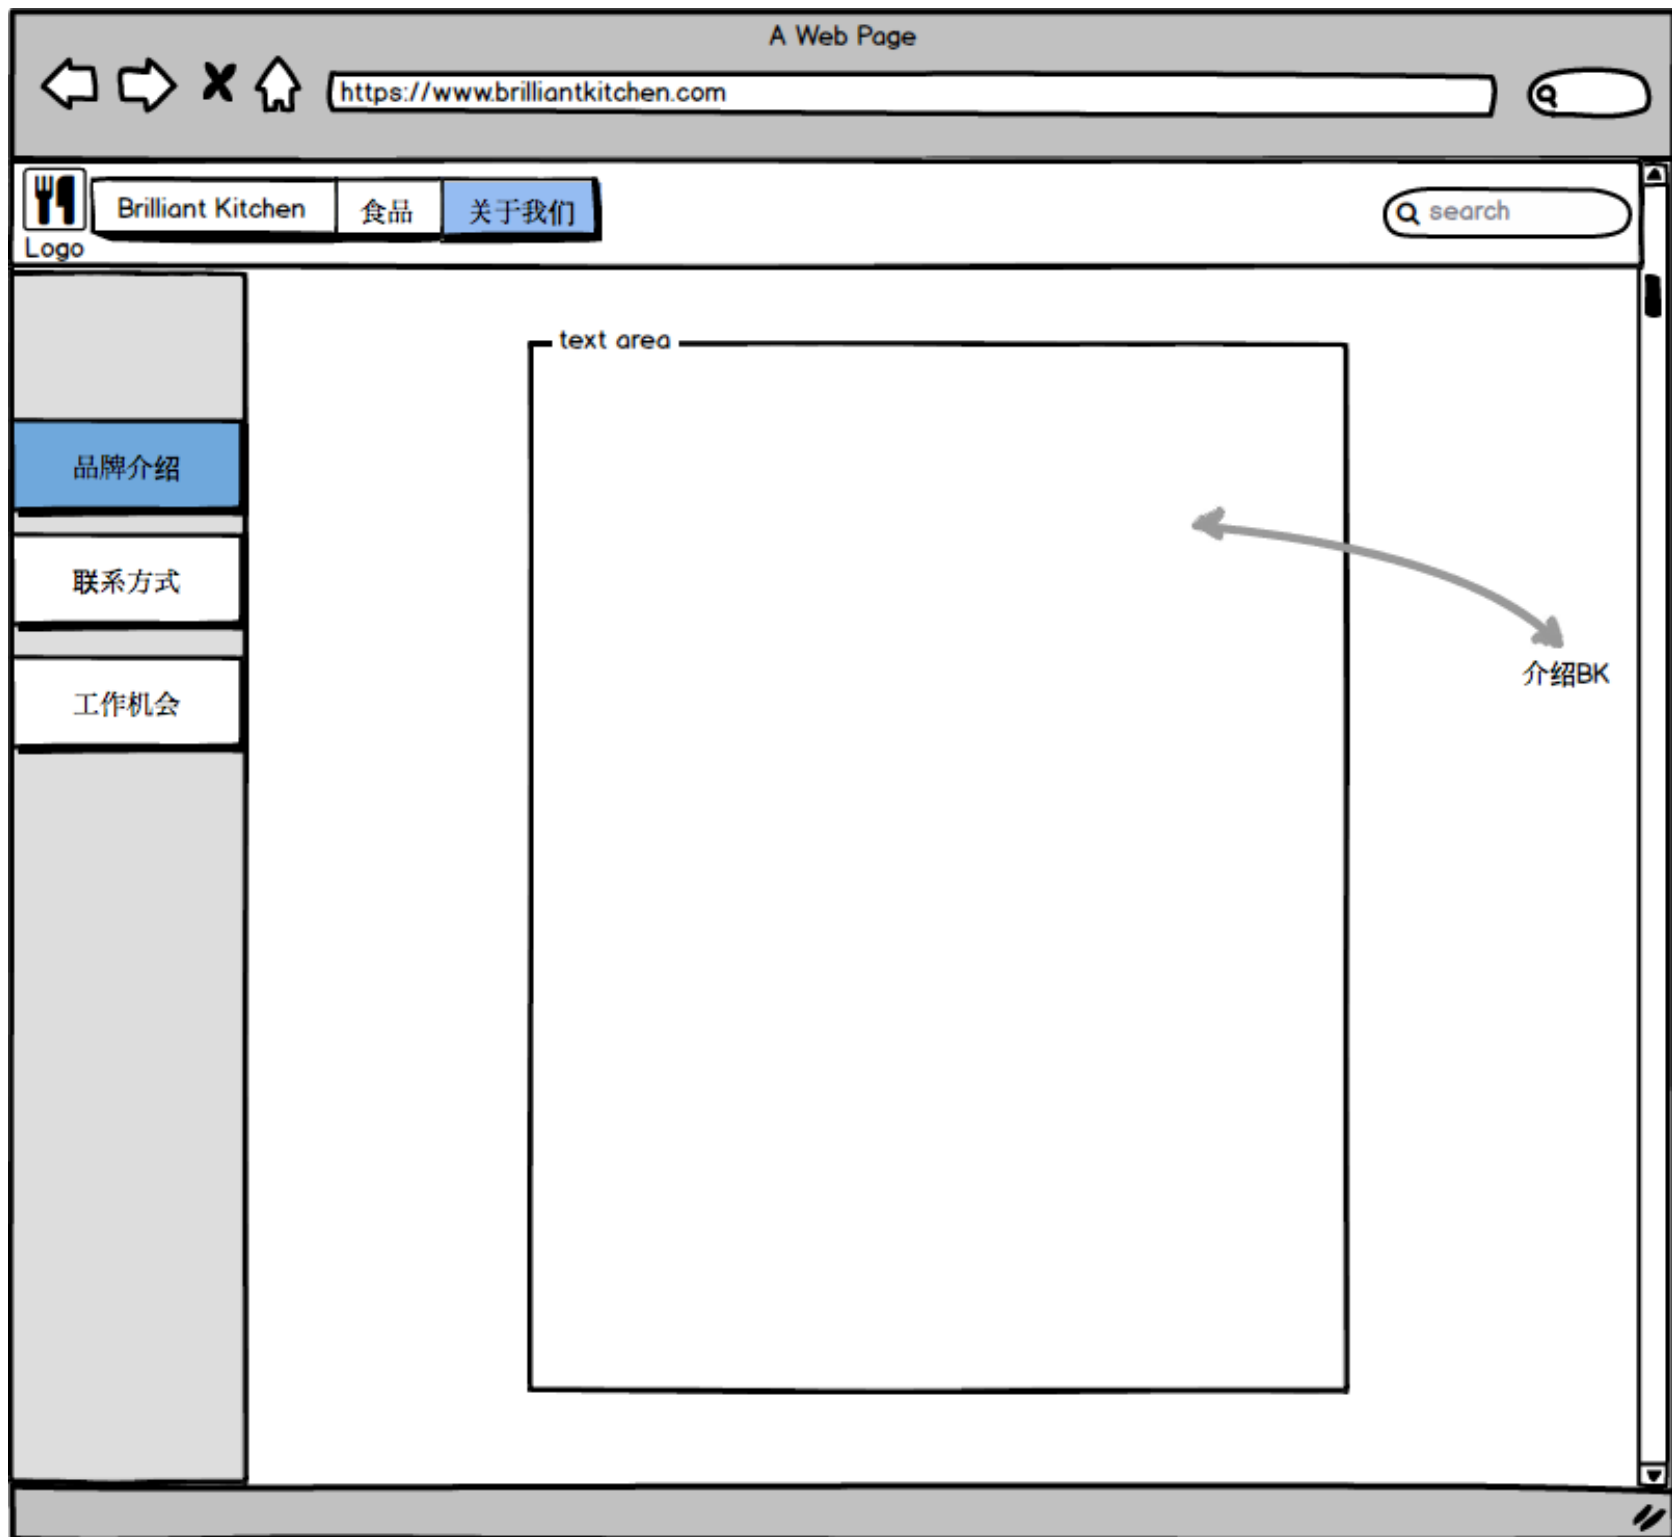 A Web Page
https://www.brilliantkitchen.com
Brilliant Kitchen 食品 关于我们 search
Logo
text area
品牌介绍
联系方式
介绍BK
工作机会